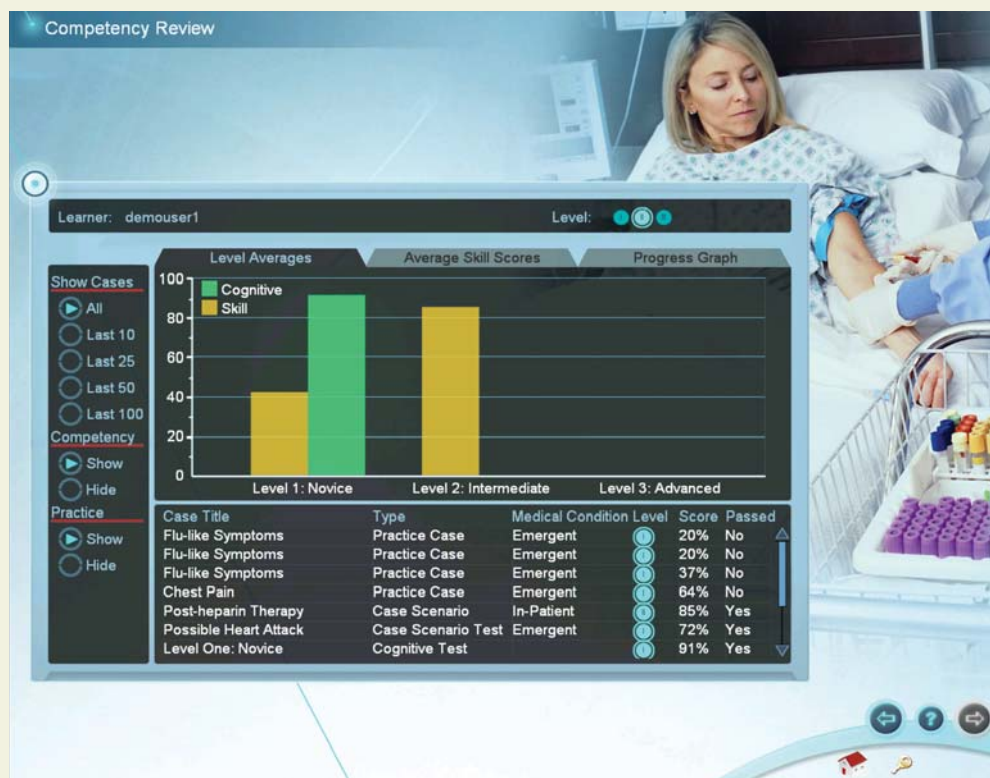 Competency Review
Learner: demouser1 Level:
Level Averages Average Skill Scores Progress Graph
Show Cases
All
Last 10
Last 25
Last 50
Last 100
Competency
Show
Hide
Practice
Show
Hide
100
80
60
40
20
0
Cognitive
Skill
Level 1: Novice Level 2: Intermediate Level 3: Advanced
Case Title Type Medical Condition Level Score Passed
Flu-like Symptoms Practice Case Emergent 20% No
Flu-like Symptoms Practice Case Emergent 20% No
Flu-like Symptoms Practice Case Emergent 37% No
Chest Pain Practice Case Emergent 64% No
Post-heparin Therapy Case Scenario In-Patient 85% Yes
Possible Heart Attack Case Scenario Test Emergent 72% Yes
Level One: Novice Cognitive Test 91% Yes
?